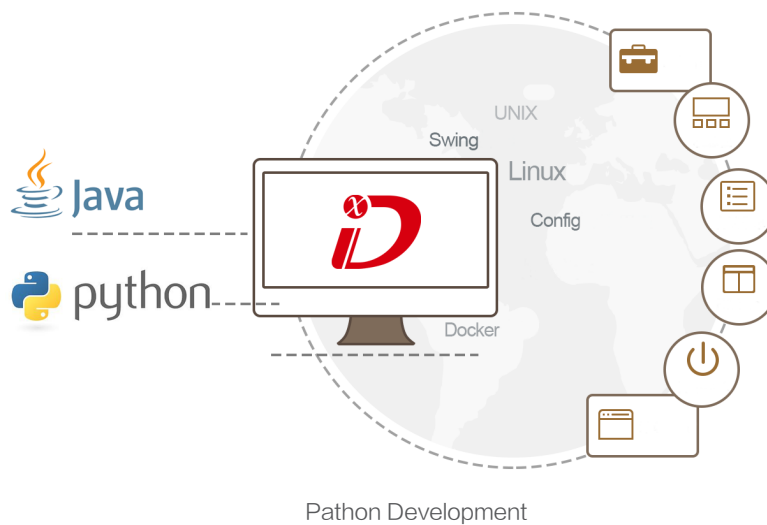 UNIX
Swing
Linux
Java
Config
python
Docker
Pathon Development